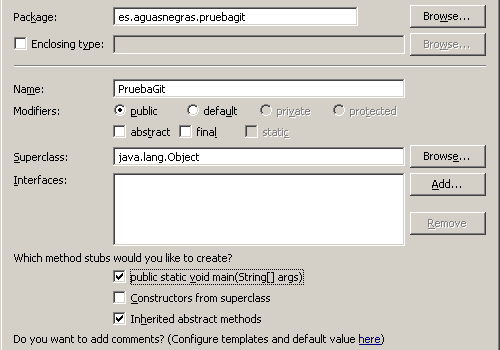 Package: es.aguasnegras.pruebagit Browse...
Enclosing type: Browse...
Name: PruebaGit
Modifiers: public default private protected
abstract final static
Superclass: java.lang.Object Browse...
Interfaces: Add...
Remove
Which method stubs would you like to create?
public static void main(String[] args)
Constructors from superclass
Inherited abstract methods
Do you want to add comments? (Configure templates and default value here)